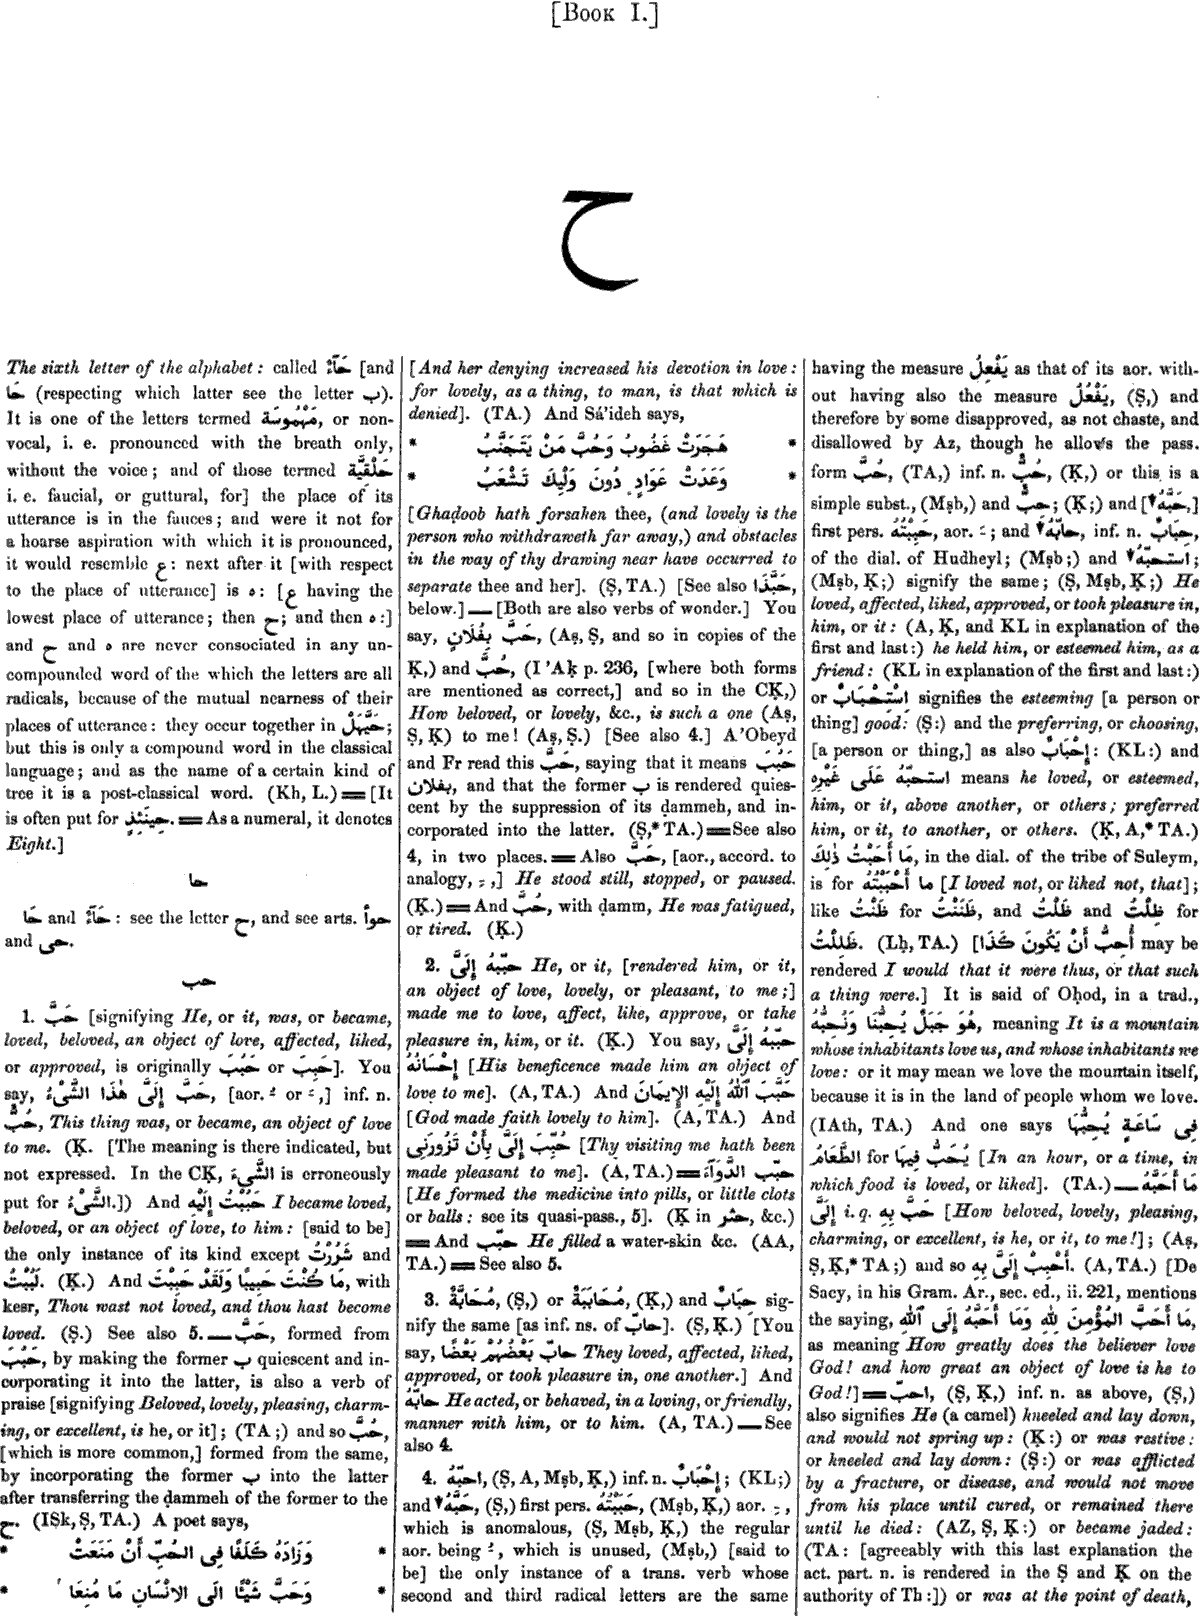 [BOOK I.]
ح
The sixth letter of the alphabet: called حَآءٌ [and
حَا (respecting which latter see the letter ب).
It is one of the letters termed مَهْمُوسَة, or non-
vocal, i. e. pronounced with the breath only,
without the voice; and of those termed حَلْقِيَّة
i. e. faucial, or guttural, for] the place of its
utterance is in the fauces; and were it not for
a hoarse aspiration with which it is pronounced,
it would resemble ع: next after it [with respect
to the place of utterance] is ه: [ع having the
lowest place of utterance; then ح; and then ه:]
and ح and ه are never consociated in any un-
compounded word of the which the letters are all
radicals, because of the mutual nearness of their
places of utterance: they occur together in حَيَّهَلْ;
but this is only a compound word in the classical
language; and as the name of a certain kind of
tree it is a post-classical word. (Kh, L.) ═ [It
is often put for حِينَئِذٍ. ═ As a numeral, it denotes
Eight.]
حا
حَا and حَآءٌ: see the letter ح, and see arts. حوأ
and حى.
حب
1. حَبَّ [signifying He, or it, was, or became,
loved, beloved, an object of love, affected, liked,
or approved, is originally حَبِبَ or حَبُبَ]. You
say, حَبَّ إِلَىَّ هٰذَا الشَّىْءُ, [aor. ـُ or ـَ,] inf. n.
حُبٌّ, This thing was, or became, an object of love
to me. (Ḳ. [The meaning is there indicated, but
not expressed. In the CḲ, الشَّىْءَ is erroneously
put for الشَّىْءُ.]) And حَبُبْتُ إِلَيْهِ I became loved,
beloved, or an object of love, to him: [said to be]
the only instance of its kind except شَرُرْتُ and
لَبُبْتُ. (Ḳ.) And مَا كُنْتَ حَبِيبًا وَلَقَدْ حَبِبْتَ, with
kesr, Thou wast not loved, and thou hast become
loved. (Ṣ.) See also 5. — حَبَّ, formed from
حَبُبَ, by making the former ب quiescent and in-
corporating it into the latter, is also a verb of
praise [signifying Beloved, lovely, pleasing, charm-
ing, or excellent, is he, or it]; (TA;) and so حُبَّ,
[which is more common,] formed from the same,
by incorporating the former ب into the latter
after transferring the ḍammeh of the former to the
ح. (ISk, Ṣ, TA.) A poet says,
* وَزَادَهُ كَلَفًا فِى الحُبِّ أَنْ مَنَعَتْ *
* وَحَبَّ شَيْئًا الَى الاِنْسَانِ مَا مُنِعَا *
[And her denying increased his devotion in love:
for lovely, as a thing, to man, is that which is
denied]. (TA.) And Sá'ideh says,
* هَجَرَتْ غَضُوبُ وَحُبَّ مَنْ يَتَجَنَّبُ *
* وَعَدَتْ عَوَادٍ دُونَ وَلْيِكَ تَشْعَبُ *
[Ghaḍoob hath forsaken thee, (and lovely is the
person who withdraweth far away,) and obstacles
in the way of thy drawing near have occurred to
separate thee and her]. (Ṣ, TA.) [See also حَبَّذَا,
below.] — [Both are also verbs of wonder.] You
say, حَبَّ بِفُلَانٍ, (Aṣ, Ṣ, and so in copies of the
Ḳ,) and حُبَّ, (I 'Aḳ p. 236, [where both forms
are mentioned as correct,] and so in the CḲ,)
How beloved, or lovely, &c., is such a one (Aṣ,
Ṣ, Ḳ) to me! (Aṣ, Ṣ.) [See also 4.] A'Obeyd
and Fr read this حَبَّ, saying that it means حَبُبَ
بفلان, and that the former ب is rendered quies-
cent by the suppression of its dammeh, and in-
corporated into the latter. (Ṣ,* TA.) ═ See also
4, in two places. ═ Also حَبَّ, [aor., accord. to
analogy, ـِ,] He stood still, stopped, or paused.
(Ḳ.) ═ And حُبَّ, with ḍamm, He was fatigued,
or tired. (Ḳ.)
2. حَبَّبَهُ إِلَىَّ He, or it, [rendered him, or it,
an object of love, lovely, or pleasant, to me;]
made me to love, affect, like, approve, or take
pleasure in, him, or it. (Ḳ.) You say, حَبَّبَهُ إِلَىَّ
إِحْسَانُهُ [His beneficence made him an object of
love to me]. (A, TA.) And حَبَّبَ ٱللّٰهُ إِلَيْهِ الإِيمَانَ
[God made faith lovely to him]. (A, TA.) And
حُبِّبَ إِلَىَّ بِأَنْ تَزُورَنِى [Thy visiting me hath been
made pleasant to me]. (A, TA.) ═ حبّب الدَّوَآءَ
[He formed the medicine into pills, or little clots
or balls: see its quasi-pass., 5]. (Ḳ in حثر, &c.)
═ And حبّب He filled a water-skin &c. (AA,
TA.) ═ See also 5.
3. مُحَابَّةٌ, (Ṣ,) or مُحَابَبَةٌ, (Ḳ,) and حِبَابٌ sig-
nify the same [as inf. ns. of حابّ]. (Ṣ, Ḳ.) [You
say, حابّ بَعْضُهُمْ بَعْضًا They loved, affected, liked,
approved, or took pleasure in, one another.] And
حابّهُ He acted, or behaved, in a loving, or friendly,
manner with him, or to him. (A, TA.) — See
also 4.
4. احبّهُ, (Ṣ, A, Mṣb, Ḳ,) inf. n. إِحْبَابٌ; (KL;)
and ▼ حَبَّهُ, (Ṣ,) first pers. حَبَبْتُهُ, (Mṣb, Ḳ,) aor. ـِ,
which is anomalous, (Ṣ, Mṣb, Ḳ,) the regular
aor. being ـُ, which is unused, (Mṣb,) [said to
be] the only instance of a trans. verb whose
second and third radical letters are the same
having the measure يَفْعِلُ as that of its aor. with-
out having also the measure يَفْعُلُ, (Ṣ,) and
therefore by some disapproved, as not chaste, and
disallowed by Az, though he allows the pass.
form حُبَّ, (TA,) inf. n. حُبٌّ, (Ḳ,) or this is a
simple subst., (Mṣb,) and حِبٌّ; (Ḳ;) and [▼ حَبَّهُ,]
first pers. حَبِبْتُهُ, aor. ـَ; and ▼ حابّهُ, inf. n. حِبَابٌ,
of the dial. of Hudheyl; (Mṣb;) and ▼ استحبّهُ;
(Mṣb, Ḳ;) signify the same; (Ṣ, Mṣb, Ḳ;) He
loved, affected, liked, approved, or took pleasure in,
him, or it: (A, Ḳ, and KL in explanation of the
first and last:) he held him, or esteemed him, as a
friend: (KL in explanation of the first and last:)
or اِسْتِحْبَابٌ signifies the esteeming [a person or
thing] good: (Ṣ:) and the preferring, or choosing,
[a person or thing,] as also إِحْبَابٌ: (KL:) and
استحبّهُ عَلَى غَيْرِهِ means he loved, or esteemed,
him, or it, above another, or others; preferred
him, or it, to another, or others. (Ḳ, A,* TA.)
مَا أَحَبْتُ ذٰلِكَ, in the dial. of the tribe of Suleym,
is for ما أَحْبَبْتُهُ [I loved not, or liked not, that];
like ظَنْتُ for ظَنَنْتُ, and ظَلْتُ and ظِلْتُ for
ظَلِلْتُ. (Lḥ, TA.) [أُحِبُّ أَنْ يَكُونَ كَذَا may be
rendered I would that it were thus, or that such
a thing were.] It is said of Oḥod, in a trad.,
هُوَ جَبَلٌ يُحِبُّنَا وَنُحِبُّهُ, meaning It is a mountain
whose inhabitants love us, and whose inhabitants we
love: or it may mean we love the mountain itself,
because it is in the land of people whom we love.
(IAth, TA.) And one says فِى سَاعَةٍ يُحِبُّهَا
الطَّعَامُ for يُحَبُّ فِيهَا [In an hour, or a time, in
which food is loved, or liked]. (TA.) — مَا أَحَبَّهُ
إِلَىَّ i. q. حَبَّ بِهِ [How beloved, lovely, pleasing,
charming, or excellent, is he, or it, to me!]; (Aṣ,
Ṣ, Ḳ,* TA;) and so أَحْبِبْ إِلَىَّ بِهِ. (A, TA.) [De
Sacy, in his Gram. Ar., sec. ed., ii. 221, mentions
the saying, مَا أَحَبَّ المُؤْمِنَ لِلّٰهِ وَمَا أَحَبَّهُ إِلَى ٱللّٰهِ,
as meaning How greatly does the believer love
God! and how great an object of love is he to
God!] ═ احبّ, (Ṣ, Ḳ,) inf. n. as above, (Ṣ,)
also signifies He (a camel) kneeled and lay down,
and would not spring up: (Ḳ:) or was restive:
or kneeled and lay down: (Ṣ:) or was afflicted
by a fracture, or disease, and would not move
from his place until cured, or remained there
until he died: (AZ, Ṣ, Ḳ:) or became jaded:
(TA: [agreeably with this last explanation the
act. part. n. is rendered in the Ṣ and Ḳ on the
authority of Th:]) or was at the point of death,